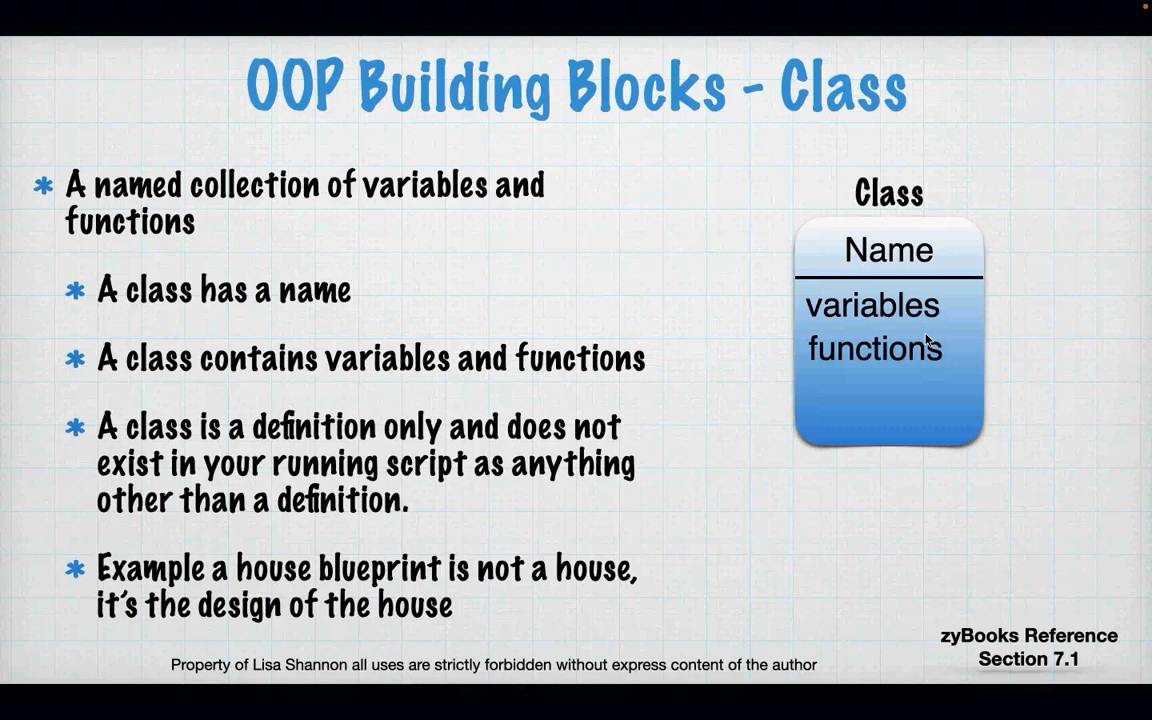 OOP Building Blocks - Class
* A named collection of variables and
functions
* A class has a name
* A class contains variables and functions
* A class is a definition only and does not
exist in your running script as anything
other than a definition.
* Example a house blueprint is not a house,
it's the design of the house
Class
Name
variables
functions
zyBooks Reference
Section 7.1
Property of Lisa Shannon all uses are strictly forbidden without express content of the author